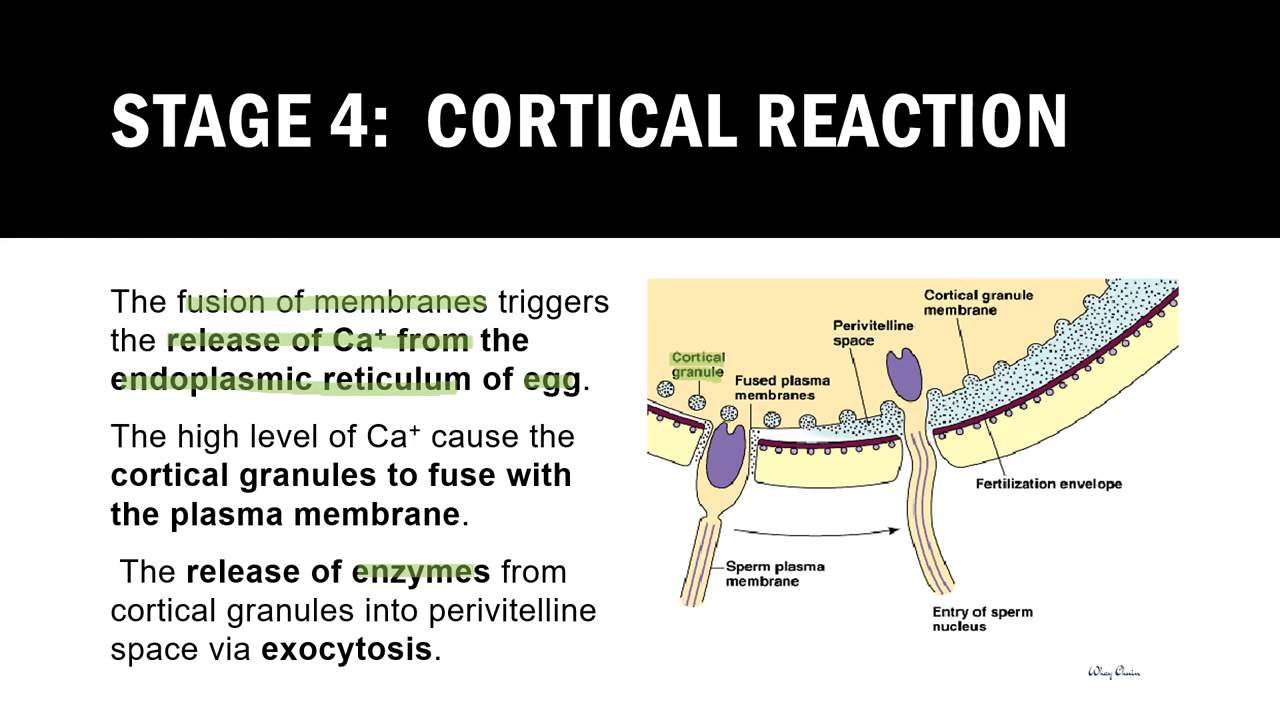 STAGE 4: CORTICAL REACTION
The fusion of membranes triggers
the release of Ca⁺ from the
endoplasmic reticulum of egg.
The high level of Ca⁺ cause the
cortical granules to fuse with
the plasma membrane.
The release of enzymes from
cortical granules into perivitelline
space via exocytosis.
Cortical granule
membrane
Perivitelline
space
Cortical
granule
Fused plasma
membranes
Fertilization envelope
Sperm plasma
membrane
Entry of sperm
nucleus
Whay Chuin